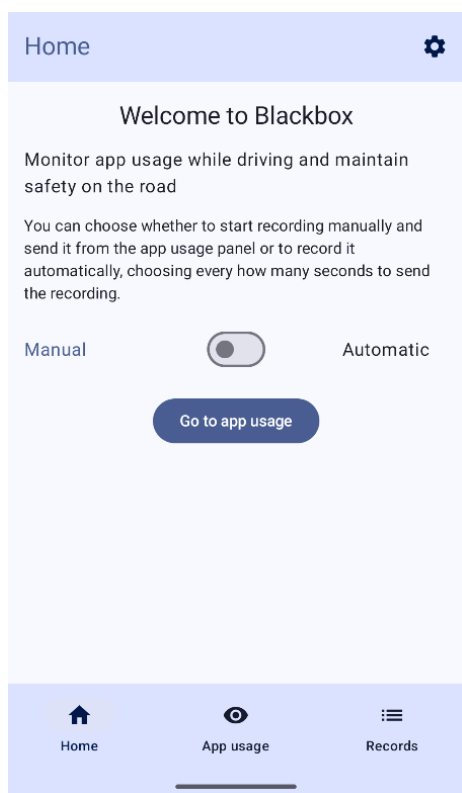 Home
Welcome to Blackbox
Monitor app usage while driving and maintain
safety on the road
You can choose whether to start recording manually and
send it from the app usage panel or to record it
automatically, choosing every how many seconds to send
the recording.
Manual
Automatic
Go to app usage
Home
App usage
Records